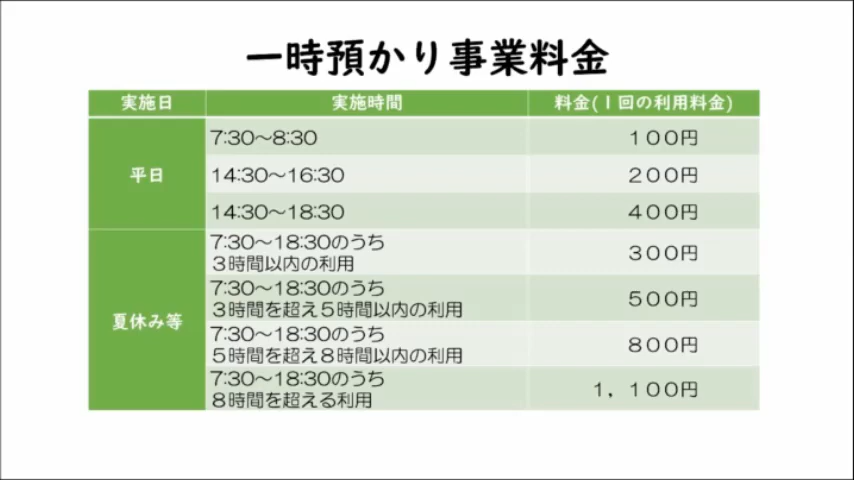 一時預かり事業料金
実施日 実施時間 料金(1回の利用料金)
平日
7:30～8:30 100円
14:30～16:30 200円
14:30～18:30 400円
夏休み等
7:30～18:30のうち
3時間以内の利用 300円
7:30～18:30のうち
3時間を超え5時間以内の利用 500円
7:30～18:30のうち
5時間を超え8時間以内の利用 800円
7:30～18:30のうち
8時間を超える利用 1,100円